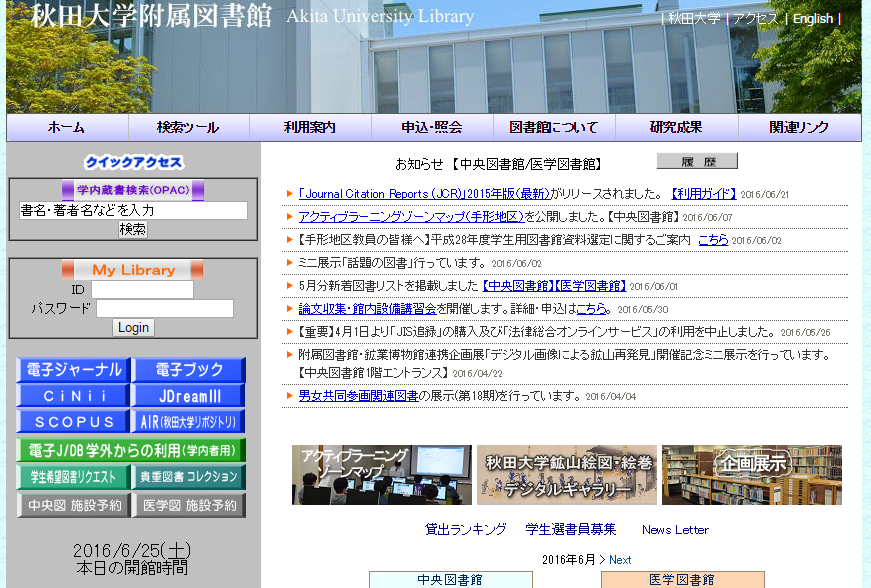 秋田大学附属図書館 Akita University Library
| 秋田大学 | アクセス | English |
ホーム 検索ツール 利用案内 申込・照会 図書館について 研究成果 関連リンク
クイックアクセス
学内蔵書検索(OPAC)
書名・著者名などを入力
検索
My Library
ID
パスワード
Login
電子ジャーナル 電子ブック
CiNii JDreamⅢ
SCOPUS AIR(秋田大学リポジトリ)
電子J/DB 学外からの利用(学内者用)
学生希望図書リクエスト 貴重図書 コレクション
中央図 施設予約 医学図 施設予約
2016/6/25(土)
本日の開館時間
お知らせ 【中央図書館/医学図書館】 履 歴
「Journal Citation Reports (JCR)」2015年版(最新)がリリースされました。 【利用ガイド】 2016/06/21
アクティブラーニング・ゾーンマップ(手形地区)を公開しました。【中央図書館】 2016/06/07
【手形地区教員の皆様へ】平成28年度学生用図書館資料選定に関するご案内 こちら 2016/06/02
ミニ展示「話題の図書」行っています。 2016/06/02
5月分新着図書リストを掲載しました 【中央図書館】【医学図書館】 2016/06/01
論文収集・館内設備講習会を開催します。詳細・申込はこちら。 2016/05/30
【重要】4月1日より「JIS追録」の購入及び「法律総合オンラインサービス」の利用を中止しました。 2016/05/26
附属図書館・鉱業博物館連携企画展「デジタル画像による鉱山再発見」開催記念ミニ展示を行っています。
【中央図書館1階エントランス】 2016/04/22
男女共同参画関連図書の展示(第18期)を行っています。 2016/04/04
アクティブラーニング
ゾーンマップ
秋田大学鉱山絵図・絵巻
デジタルギャラリー
企画展示
貸出ランキング 学生選書員募集 News Letter
2016年6月 > Next
中央図書館 医学図書館